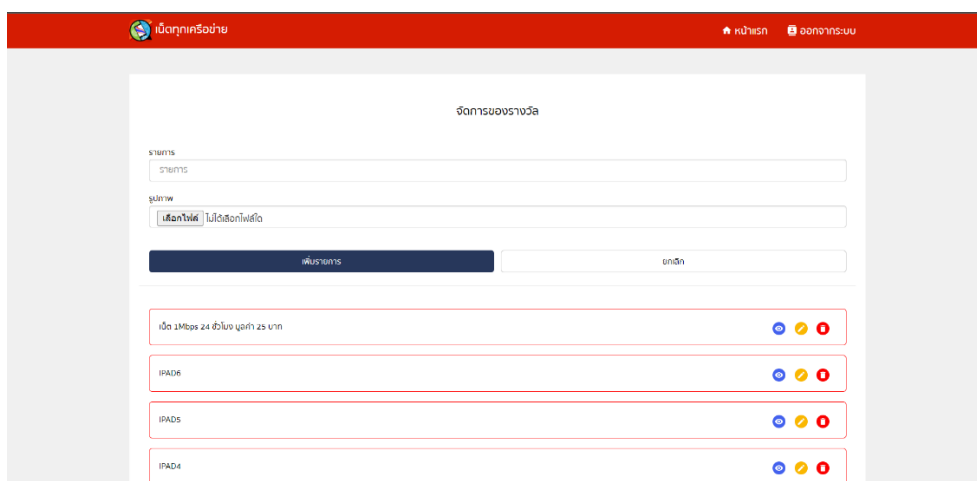 เน็ตทุกเครือข่าย
หน้าแรก
ออกจากระบบ
จัดการของรางวัล
รายการ
รายการ
รูปภาพ
เลือกไฟล์ ไม่ได้เลือกไฟล์ใด
เพิ่มรายการ
ยกเลิก
เน็ต 1Mbps 24 ชั่วโมง มูลค่า 25 บาท
IPAD6
IPAD5
IPAD4